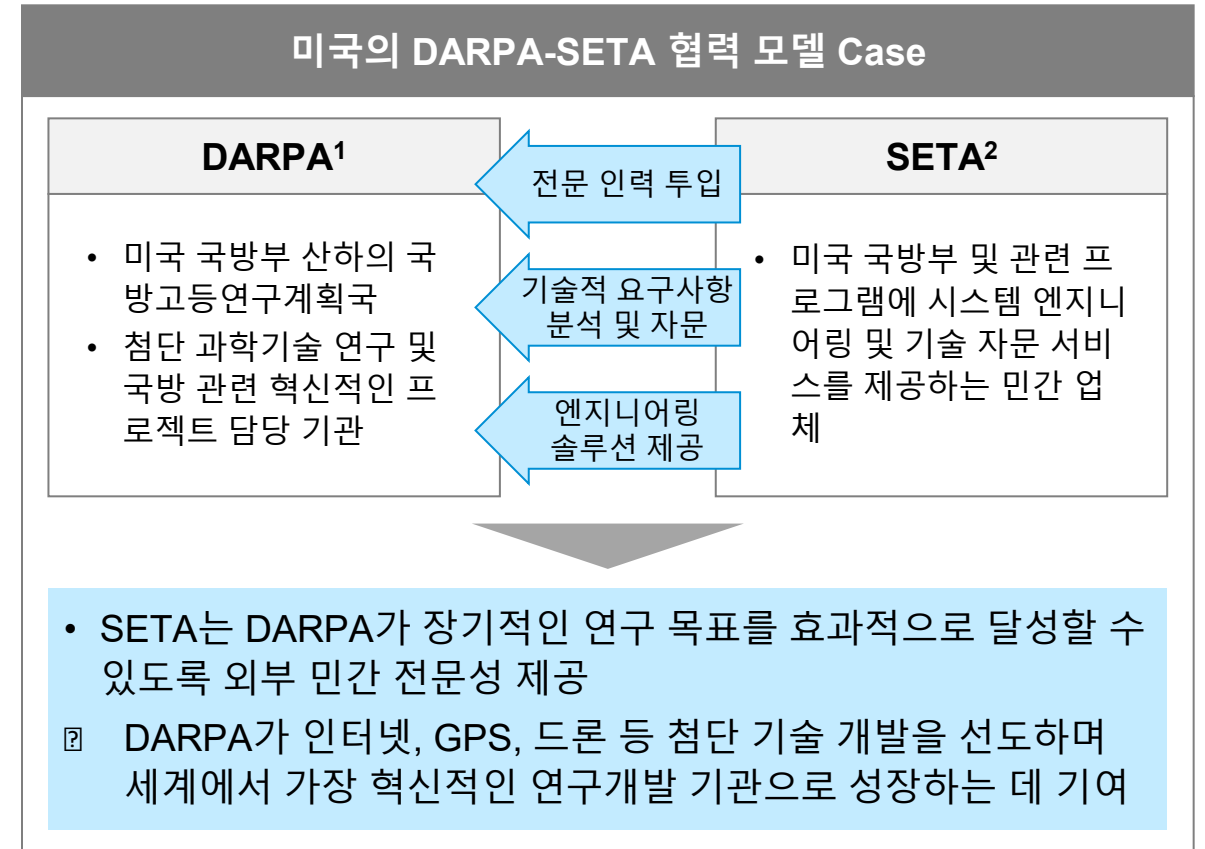 미국의 DARPA-SETA 협력 모델 Case
DARPA¹
• 미국 국방부 산하의 국
방고등연구계획국
• 첨단 과학기술 연구 및
국방 관련 혁신적인 프
로젝트 담당 기관
전문 인력 투입
기술적 요구사항
분석 및 자문
엔지니어링
솔루션 제공
SETA²
• 미국 국방부 및 관련 프
로그램에 시스템 엔지니
어링 및 기술 자문 서비
스를 제공하는 민간 업
체
• SETA는 DARPA가 장기적인 연구 목표를 효과적으로 달성할 수
있도록 외부 민간 전문성 제공
⍰ DARPA가 인터넷, GPS, 드론 등 첨단 기술 개발을 선도하며
세계에서 가장 혁신적인 연구개발 기관으로 성장하는 데 기여